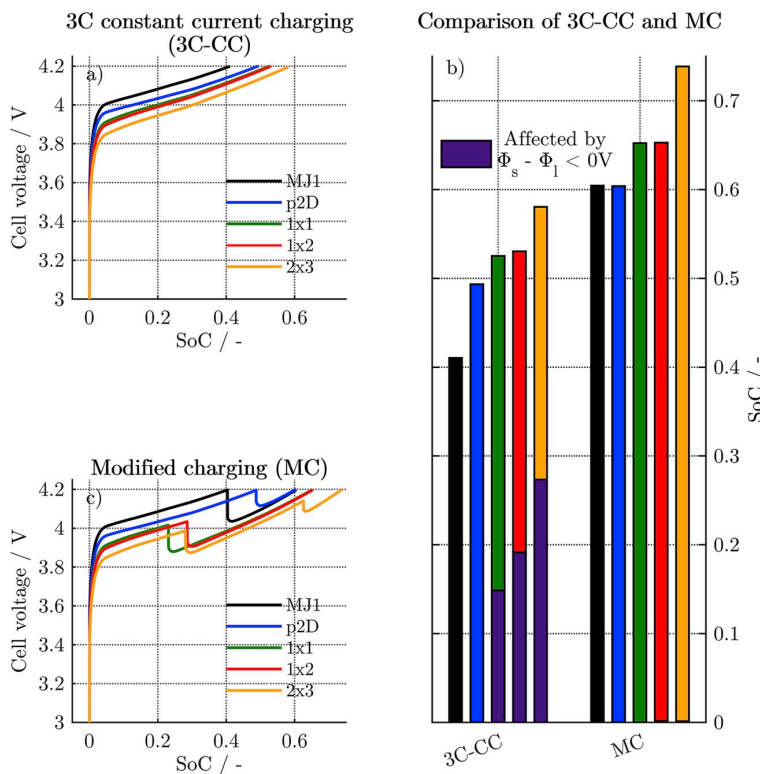 3C constant current charging
(3C-CC)
a)
Cell voltage / V
4.2
4
3.8
3.6
3.4
3.2
3
MJ1
p2D
1x1
1x2
2x3
0 0.2 0.4 0.6
SoC / -
Modified charging (MC)
c)
Cell voltage / V
4.2
4
3.8
3.6
3.4
3.2
3
MJ1
p2D
1x1
1x2
2x3
0 0.2 0.4 0.6
SoC / -
Comparison of 3C-CC and MC
b)
Affected by
Φs - Φl < 0V
0.7
0.6
0.5
0.4
0.3
0.2
0.1
0
SoC / -
3C-CC MC